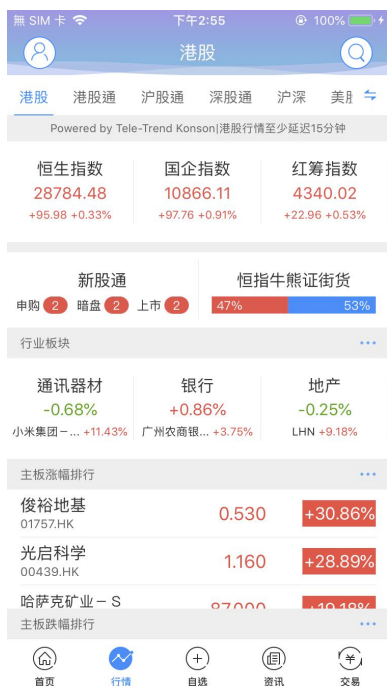 無 SIM 卡 下午2:55 100%
港股
港股 港股通 沪股通 深股通 沪深 美
Powered by Tele-Trend Konson|港股行情至少延迟15分钟
恒生指数 国企指数 红筹指数
28784.48 10866.11 4340.02
+95.98 +0.33% +97.76 +0.91% +22.96 +0.53%
新股通 恒指牛熊证街货
申购 2 暗盘 2 上市 2 47% 53%
行业板块
通讯器材 银行 地产
-0.68% +0.86% -0.25%
小米集团－... +11.43% 广州农商银... +3.75% LHN +9.18%
主板涨幅排行
俊裕地基 0.530 +30.86%
01757.HK
光启科学 1.160 +28.89%
00439.HK
哈萨克矿业－S 87.000 +19.18%
主板跌幅排行
首页 行情 自选 资讯 交易